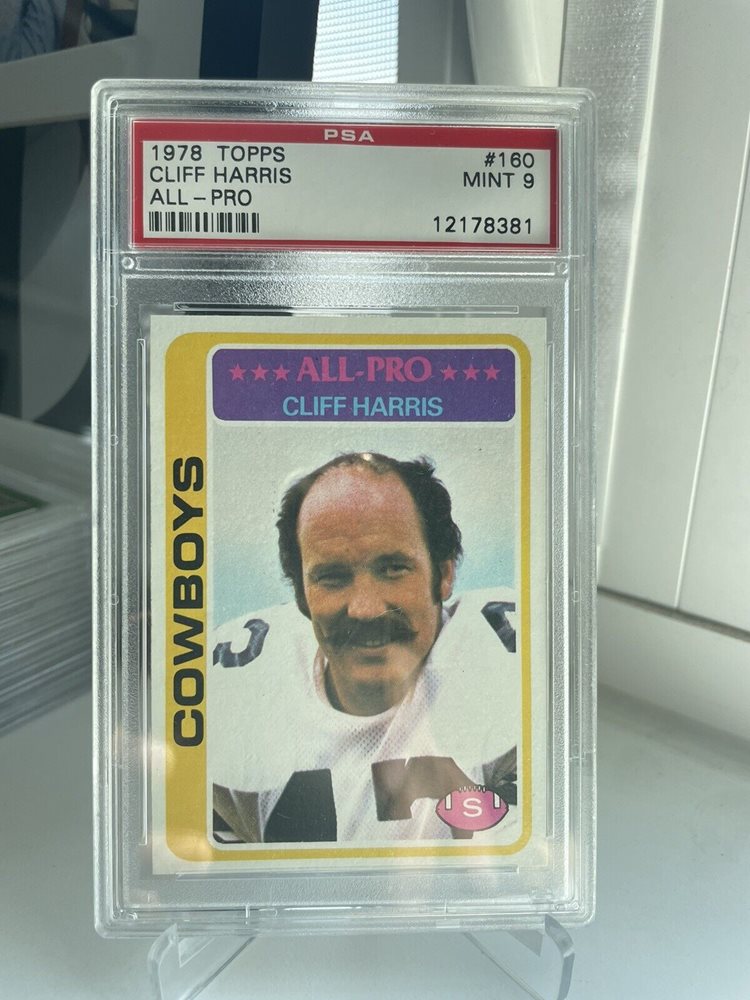 PSA
1978 TOPPS #160
CLIFF HARRIS MINT 9
ALL-PRO
12178381
★★★ALL-PRO★★★
CLIFF HARRIS
COWBOYS
S